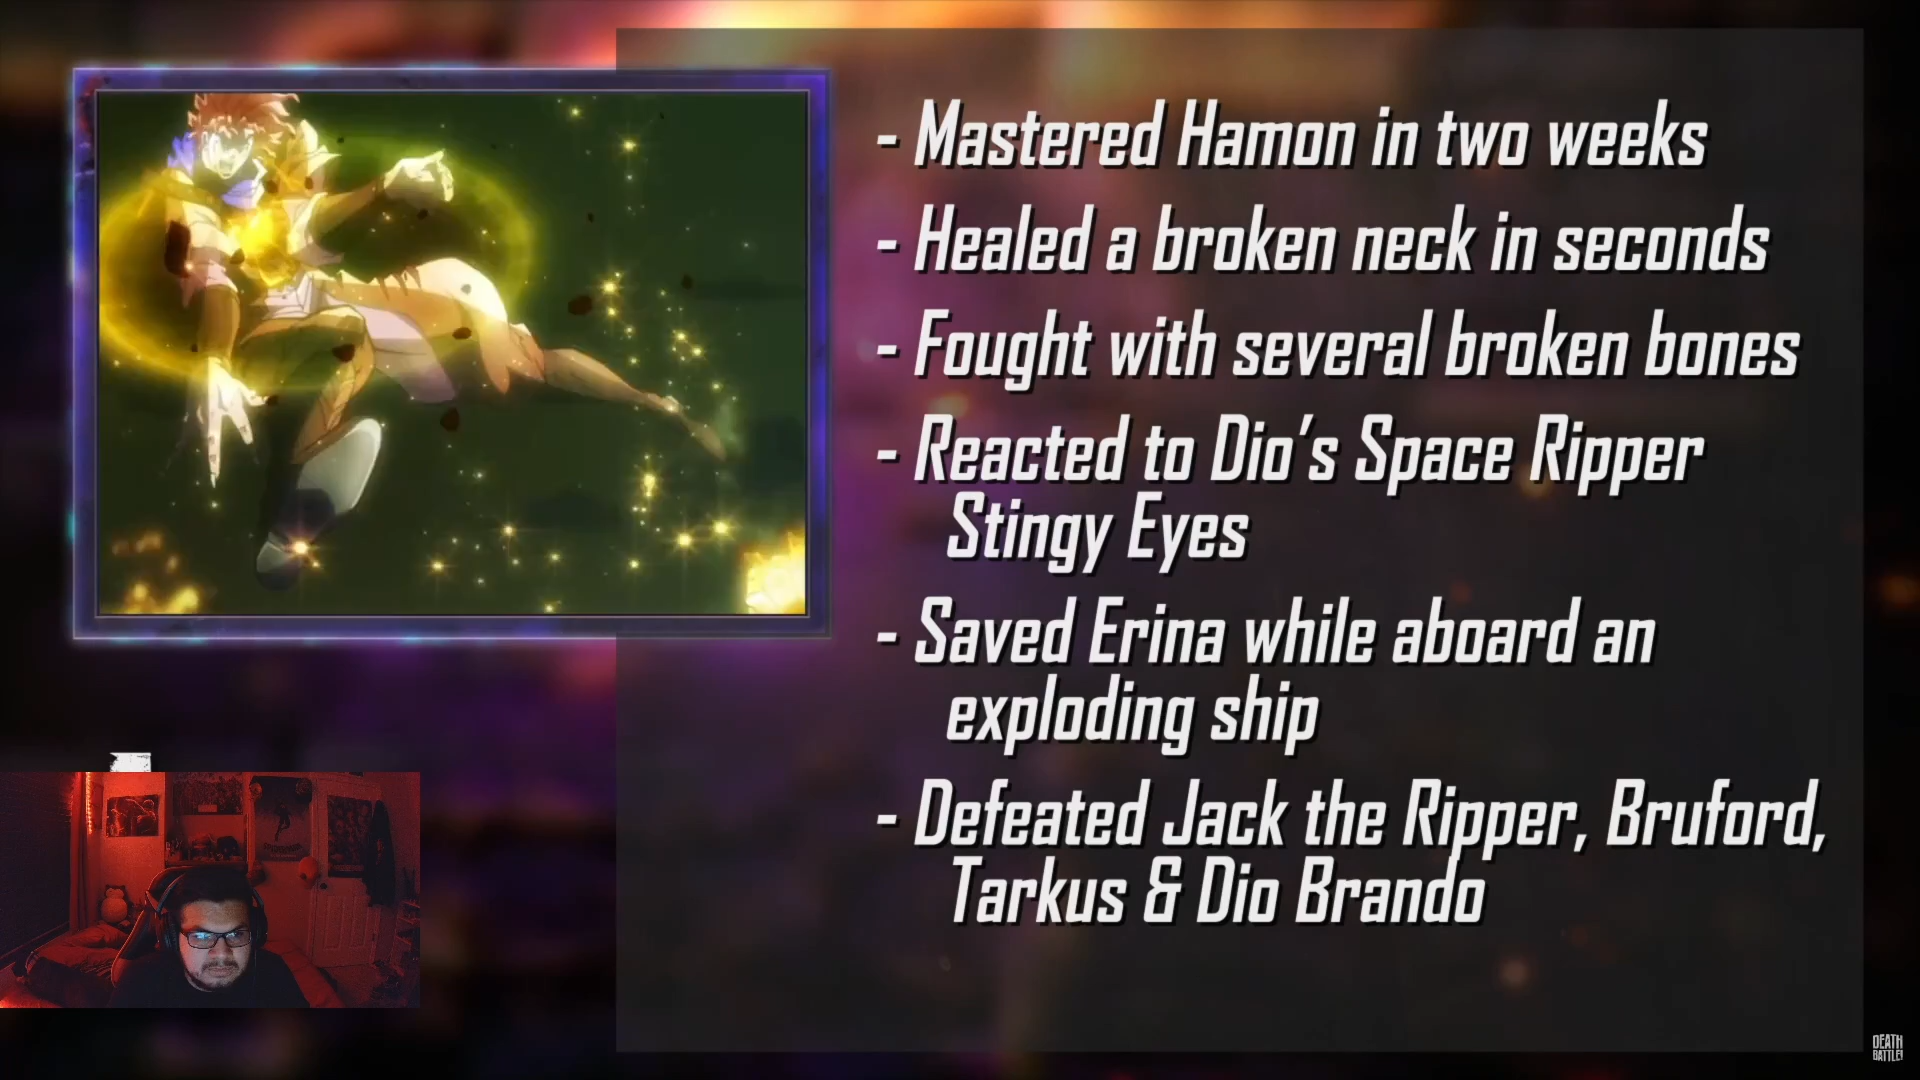 - Mastered Hamon in two weeks
- Healed a broken neck in seconds
- Fought with several broken bones
- Reacted to Dio's Space Ripper
Stingy Eyes
- Saved Erina while aboard an
exploding ship
- Defeated Jack the Ripper, Bruford,
Tarkus & Dio Brando
DEATH
BATTLE!